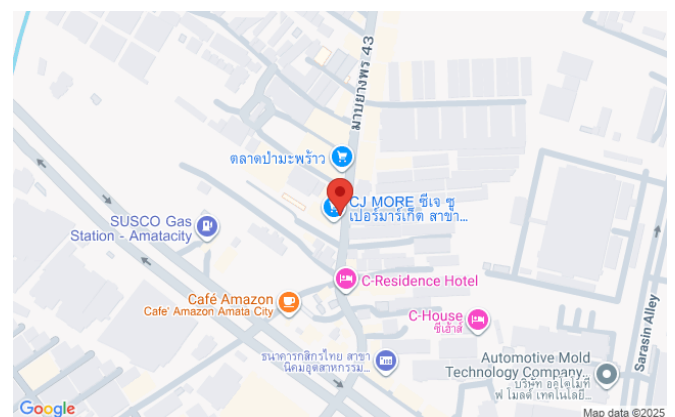 มาบยางพร 43
ตลาดป่ามะพร้าว
CJ MORE ซีเจ ซู
เปอร์มาร์เก็ต สาขา...
SUSCO Gas
Station - Amatacity
C-Residence Hotel
Café Amazon
Cafe' Amazon Amata City
C-House
ซีเฮ้าส์
Sarasin Alley
ธนาคารกสิกรไทย สาขา
นิคมอุตสาหกรรม...
Automotive Mold
Technology Company...
บริษัท ออโตโมทีฟ
ฟ โมลด์ เทคโนโลยี...
Google
Map data ©2025